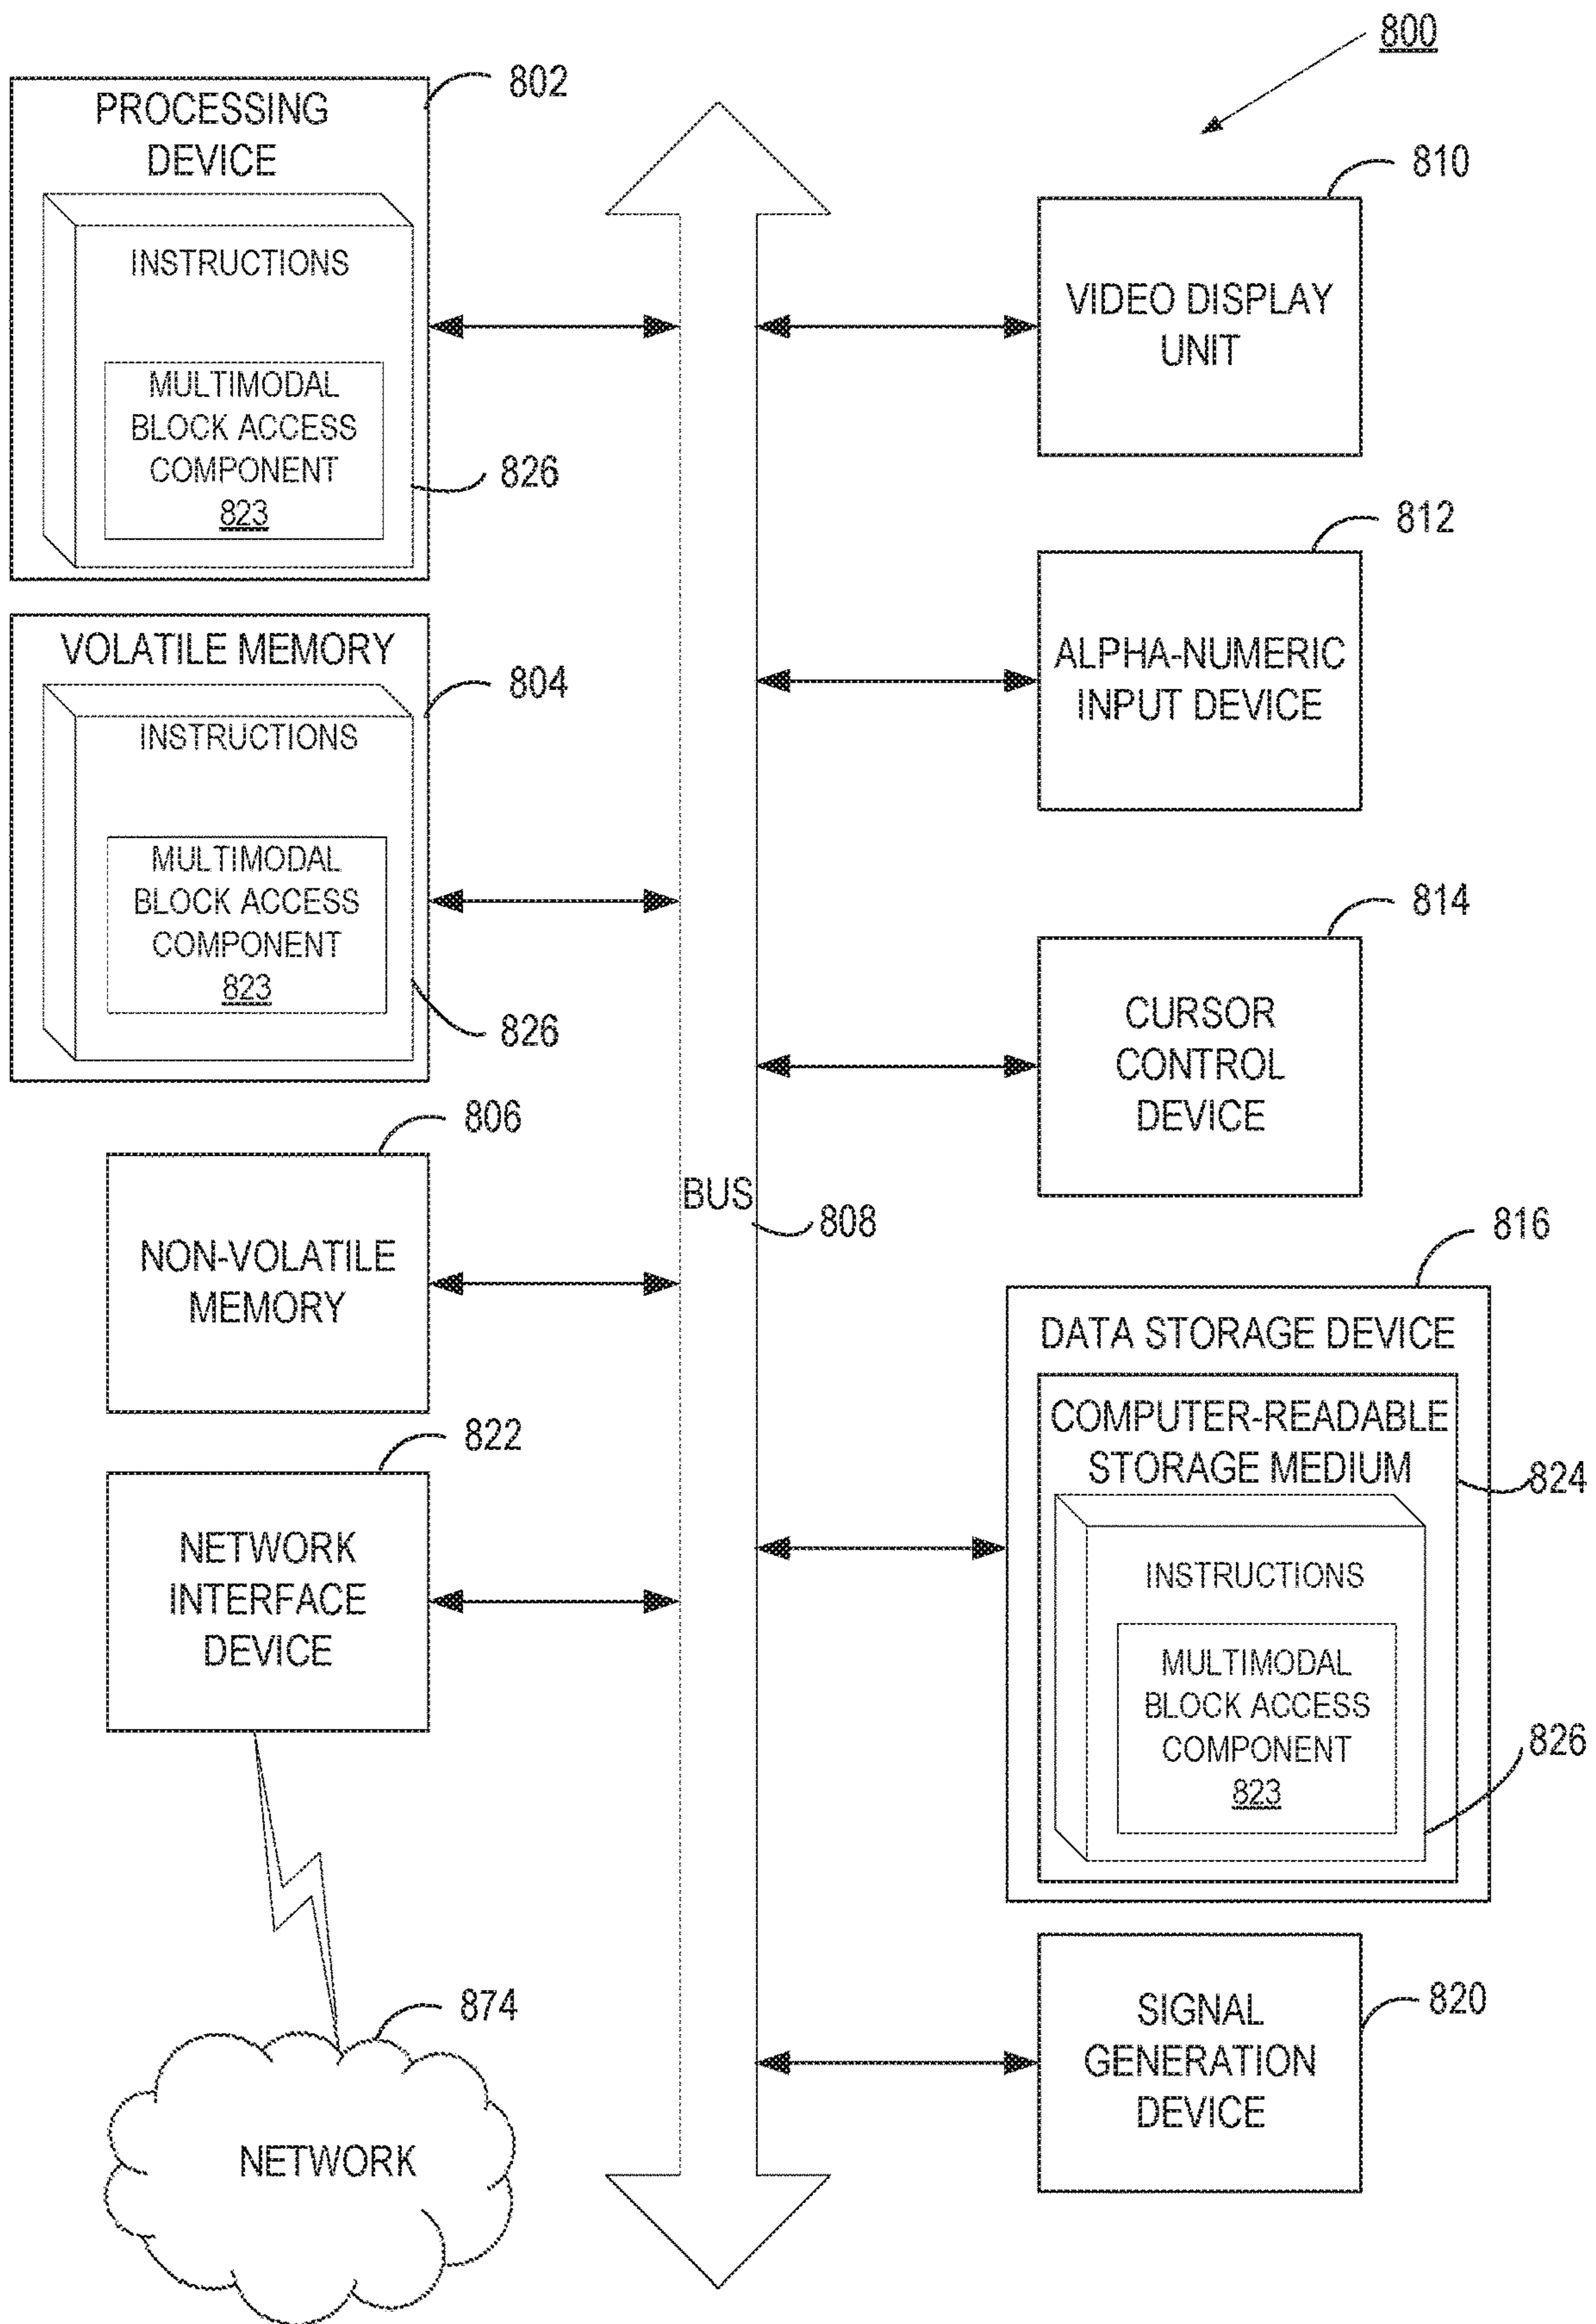 800
802
PROCESSING
DEVICE
INSTRUCTIONS
MULTIMODAL
BLOCK ACCESS
COMPONENT
823
826
VOLATILE MEMORY
804
INSTRUCTIONS
MULTIMODAL
BLOCK ACCESS
COMPONENT
823
826
806
NON-VOLATILE
MEMORY
822
NETWORK
INTERFACE
DEVICE
874
NETWORK
BUS
808
810
VIDEO DISPLAY
UNIT
812
ALPHA-NUMERIC
INPUT DEVICE
814
CURSOR
CONTROL
DEVICE
816
DATA STORAGE DEVICE
COMPUTER-READABLE
STORAGE MEDIUM
824
INSTRUCTIONS
MULTIMODAL
BLOCK ACCESS
COMPONENT
823
826
SIGNAL
GENERATION
DEVICE
820